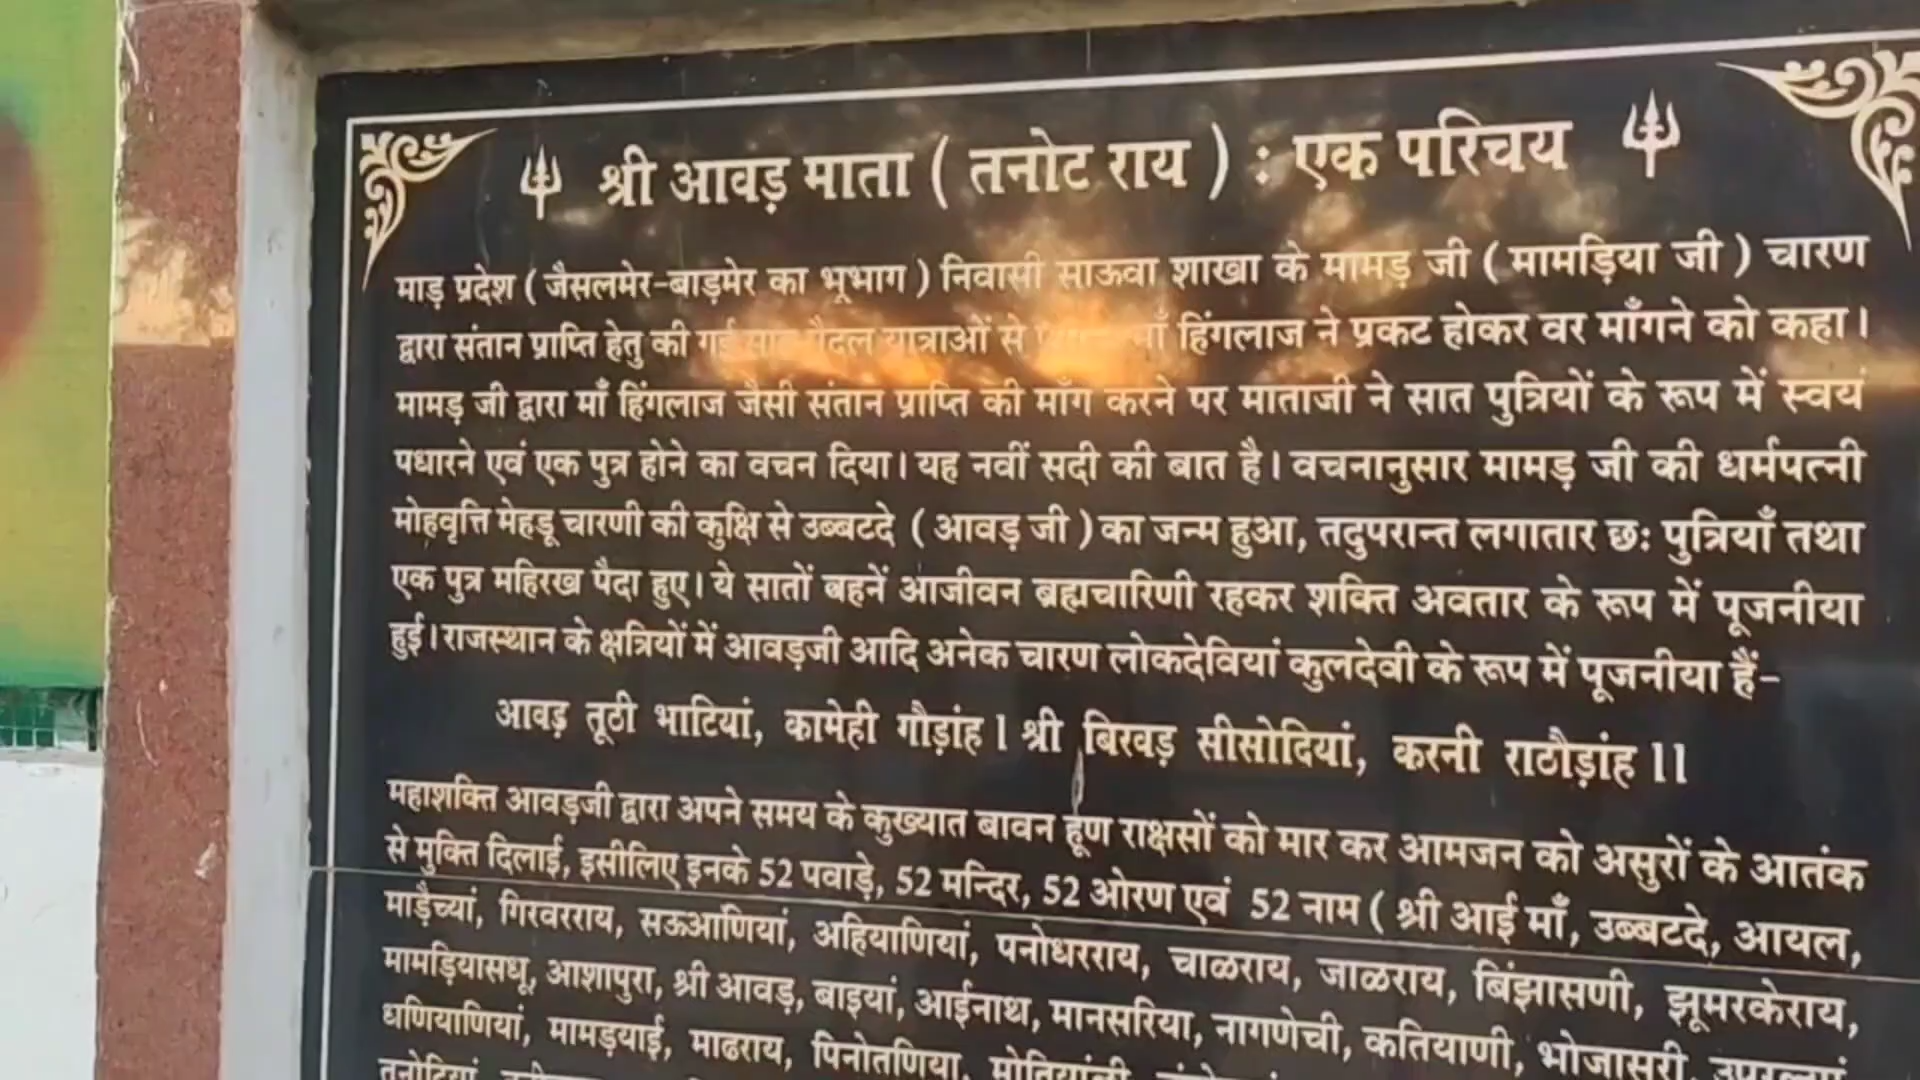 श्री आवड़ माता ( तनोट राय ) : एक परिचय
माड़ प्रदेश ( जैसलमेर-बाड़मेर का भूभाग ) निवासी साऊवा शाखा के मामड़ जी ( मामड़िया जी ) चारण
द्वारा संतान प्राप्ति हेतु की गई सात पैदल यात्राओं से माँ हिंगलाज ने प्रकट होकर वर माँगने को कहा।
मामड़ जी द्वारा माँ हिंगलाज जैसी संतान प्राप्ति की माँग करने पर माताजी ने सात पुत्रियों के रूप में स्वयं
पधारने एवं एक पुत्र होने का वचन दिया। यह नवीं सदी की बात है। वचनानुसार मामड़ जी की धर्मपत्नी
मोहवृत्ति मेहडू चारणी की कुक्षि से उब्बटदे ( आवड़ जी ) का जन्म हुआ, तदुपरान्त लगातार छः पुत्रियाँ तथा
एक पुत्र महिरख पैदा हुए। ये सातों बहनें आजीवन ब्रह्मचारिणी रहकर शक्ति अवतार के रूप में पूजनीया
हुई। राजस्थान के क्षत्रियों में आवड़जी आदि अनेक चारण लोकदेवियां कुलदेवी के रूप में पूजनीया हैं-
आवड़ तूठी भाटियां, कामेही गौड़ांह। श्री बिरवड़ सीसोदियां, करनी राठौड़ांह।।
महाशक्ति आवड़जी द्वारा अपने समय के कुख्यात बावन हूण राक्षसों को मार कर आमजन को असुरों के आतंक
से मुक्ति दिलाई, इसीलिए इनके 52 पवाड़े, 52 मन्दिर, 52 ओरण एवं 52 नाम ( श्री आई माँ, उब्बटदे, आयल,
माड़ैच्यां, गिरवरराय, सऊआणियां, अहियाणियां, पनोधरराय, चाळराय, जाळराय, बिंझासणी, झूमरकेराय,
मामड़ियासधू, आशापुरा, श्री आवड़, बाइयां, आईनाथ, मानसरिया, नागणेची, कतियाणी, भोजासरी,
धणियाणियां, मामड़याई, माढराय, पिनोतणिया,
तनोटियां,